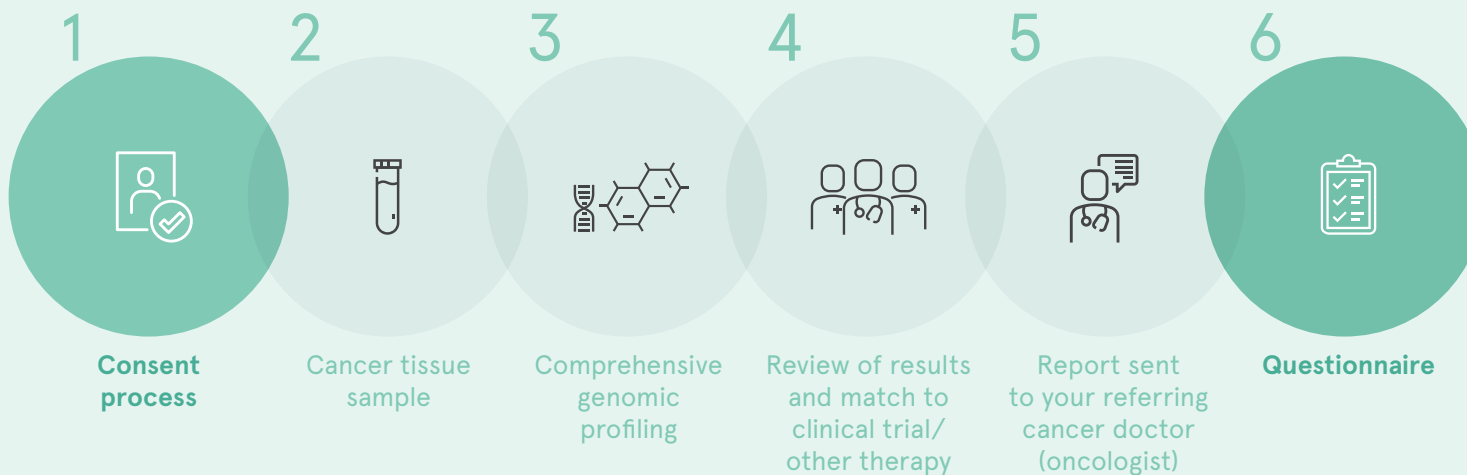 1
Consent
process
2
Cancer tissue
sample
3
Comprehensive
genomic
profiling
4
Review of results
and match to
clinical trial/
other therapy
5
Report sent
to your referring
cancer doctor
(oncologist)
6
Questionnaire